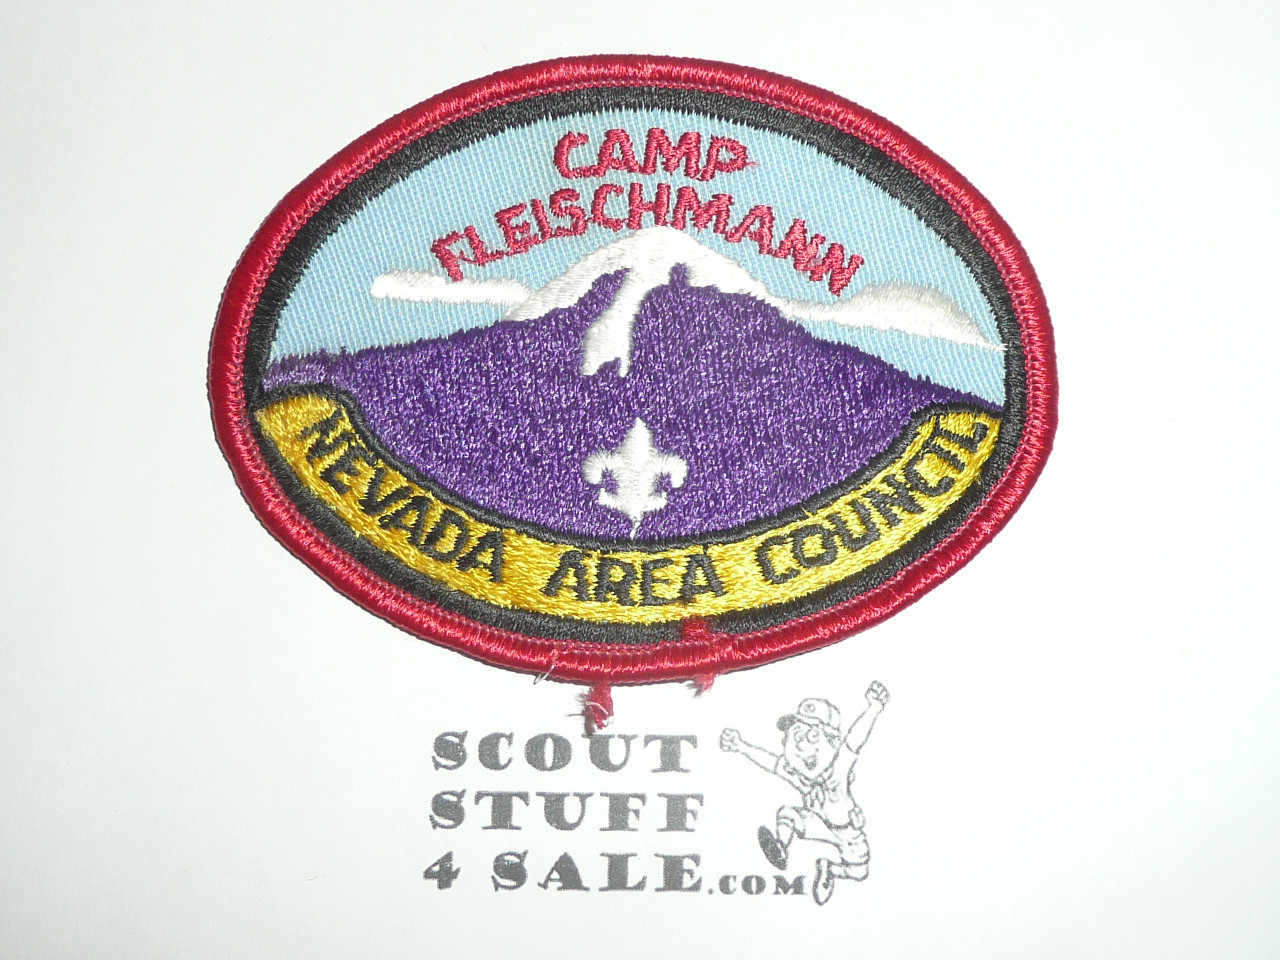 CAMP
FLEISCHMANN
NEVADA AREA COUNCIL
SCOUT
STUFF
4 SALE.COM